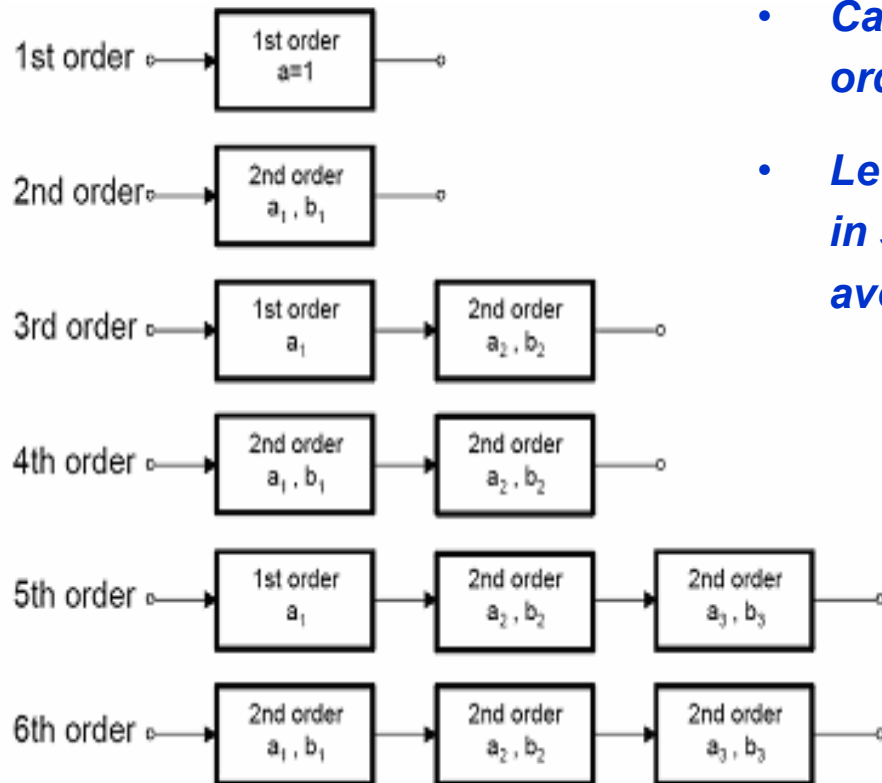 1st order
1st order
a=1
2nd order
2nd order
a₁ , b₁
3rd order
1st order
a₁
2nd order
a₂ , b₂
4th order
2nd order
a₁ , b₁
2nd order
a₂ , b₂
5th order
1st order
a₁
2nd order
a₂ , b₂
2nd order
a₃ , b₃
6th order
2nd order
a₁ , b₁
2nd order
a₂ , b₂
2nd order
a₃ , b₃
• Ca
• Le
in